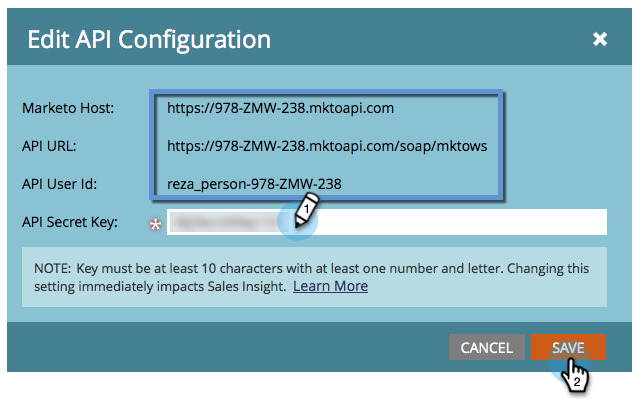 Edit API Configuration
Marketo Host: https://978-ZMW-238.mktoapi.com
API URL: https://978-ZMW-238.mktoapi.com/soap/mktows
API User Id: reza_person-978-ZMW-238
API Secret Key: *
1
NOTE: Key must be at least 10 characters with at least one number and letter. Changing this
setting immediately impacts Sales Insight. Learn More
CANCEL SAVE
2